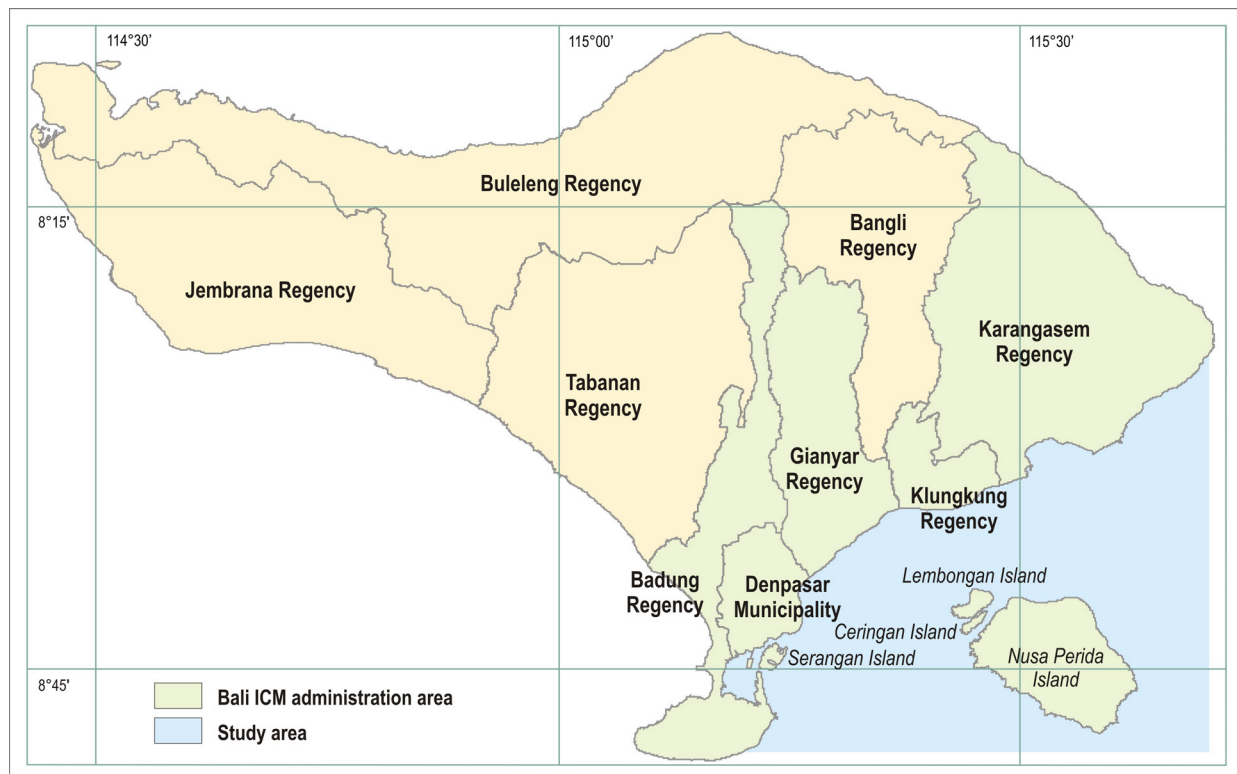 114°30'
115°00'
115°30'
Buleleng Regency
8°15'
Bangli
Regency
Jembrana Regency
Karangasem
Regency
Tabanan
Regency
Gianyar
Regency
Klungkung
Regency
Badung
Regency
Denpasar
Municipality
Lembongan Island
Ceringan Island
Serangan Island
Nusa Perida
Island
8°45'
Bali ICM administration area
Study area